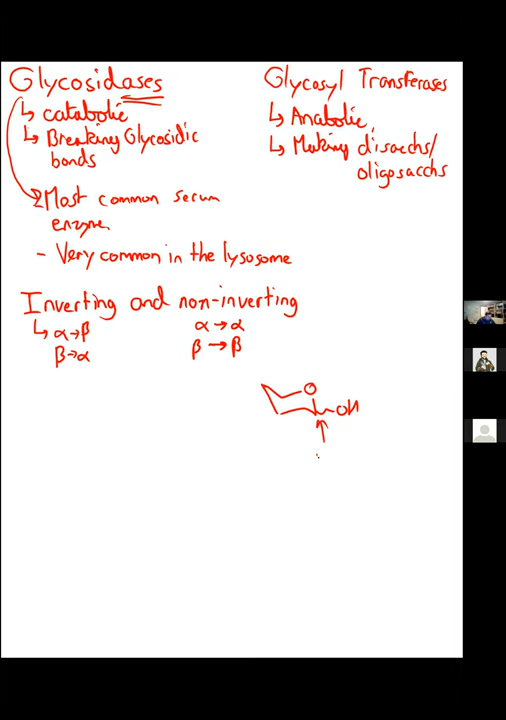 Glycosidases
↳ catabolic
↳ Breaking Glycosidic
bonds
Most common serum
enzyme
- Very common in the lysosome
Glycosyl Transferases
↳ Anabolic
↳ Making disacchs/
oligosacchs
Inverting and non-inverting
↳ α→β
β→α
α→α
β→β
O
OH